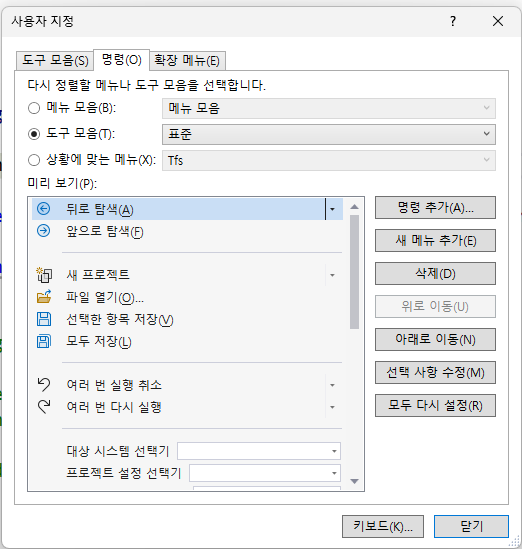 사용자 지정
도구 모음(S) 명령(O) 확장 메뉴(E)
다시 정렬할 메뉴나 도구 모음을 선택합니다.
메뉴 모음(B): 메뉴 모음
도구 모음(T): 표준
상황에 맞는 메뉴(X): Tfs
미리 보기(P):
뒤로 탐색(A) 명령 추가(A)...
앞으로 탐색(F) 새 메뉴 추가(E)
새 프로젝트 삭제(D)
파일 열기(O)... 위로 이동(U)
선택한 항목 저장(V)
모두 저장(L) 아래로 이동(N)
여러 번 실행 취소 선택 사항 수정(M)
여러 번 다시 실행 모두 다시 설정(R)
대상 시스템 선택기
프로젝트 설정 선택기
키보드(K)... 닫기